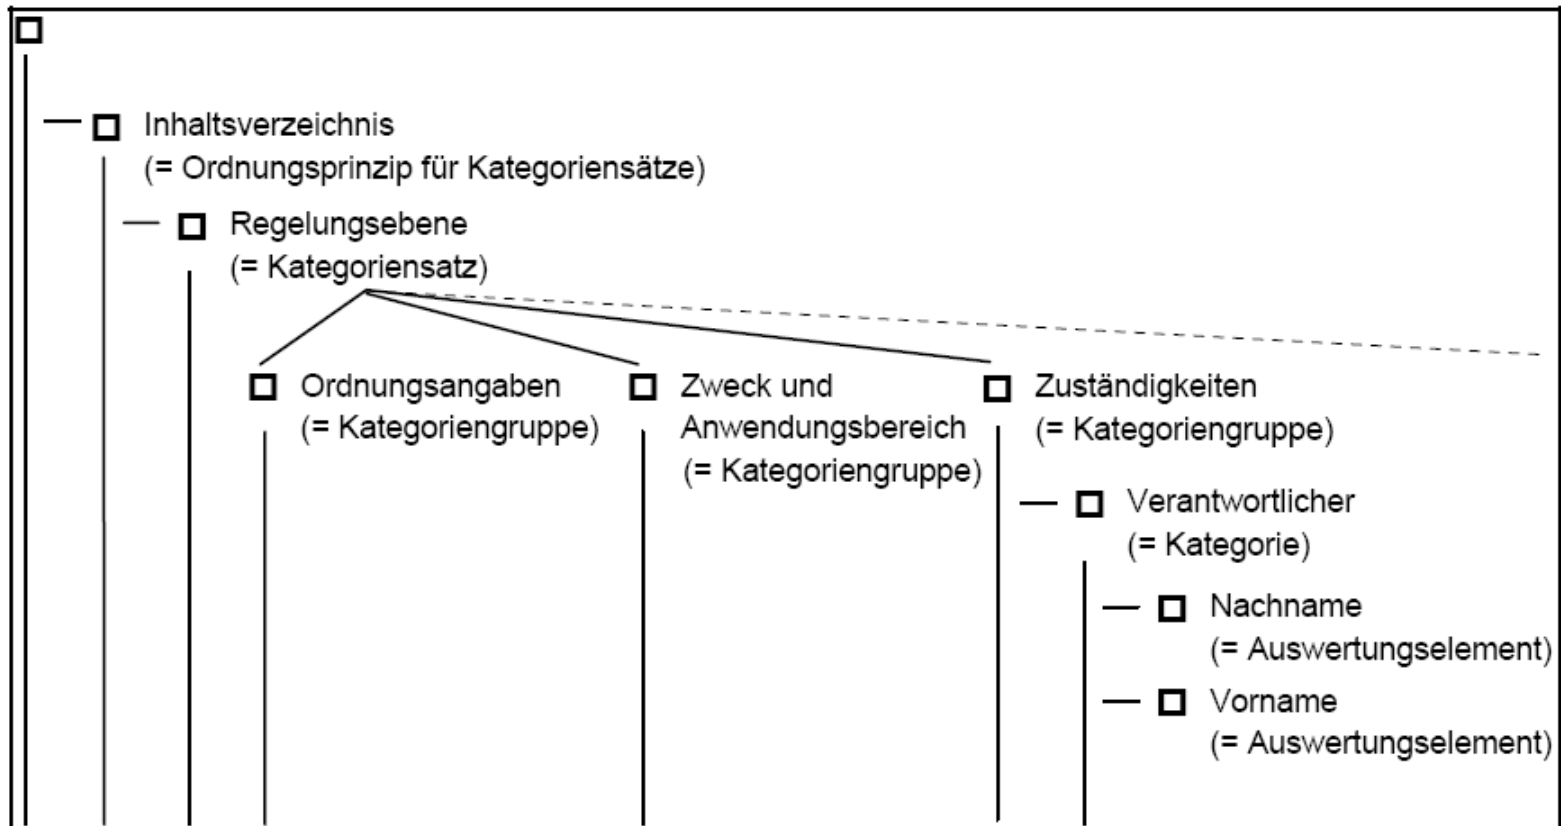 Inhaltsverzeichnis
(= Ordnungsprinzip für Kategoriensätze)
Regelungsebene
(= Kategoriensatz)
Ordnungsangaben
(= Kategoriengruppe)
Zweck und
Anwendungsbereich
(= Kategoriengruppe)
Zuständigkeiten
(= Kategoriengruppe)
Verantwortlicher
(= Kategorie)
Nachname
(= Auswertungselement)
Vorname
(= Auswertungselement)